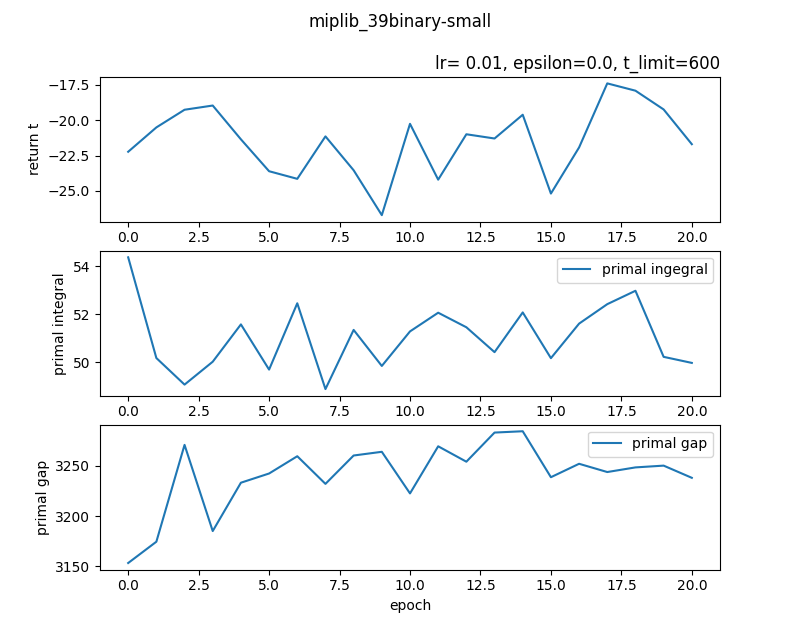 miplib_39binary-small
lr= 0.01, epsilon=0.0, t_limit=600
return t
−17.5
−20.0
−22.5
−25.0
0.0 2.5 5.0 7.5 10.0 12.5 15.0 17.5 20.0
primal integral
primal ingegral
54
52
50
0.0 2.5 5.0 7.5 10.0 12.5 15.0 17.5 20.0
primal gap
primal gap
3250
3200
3150
0.0 2.5 5.0 7.5 10.0 12.5 15.0 17.5 20.0
epoch